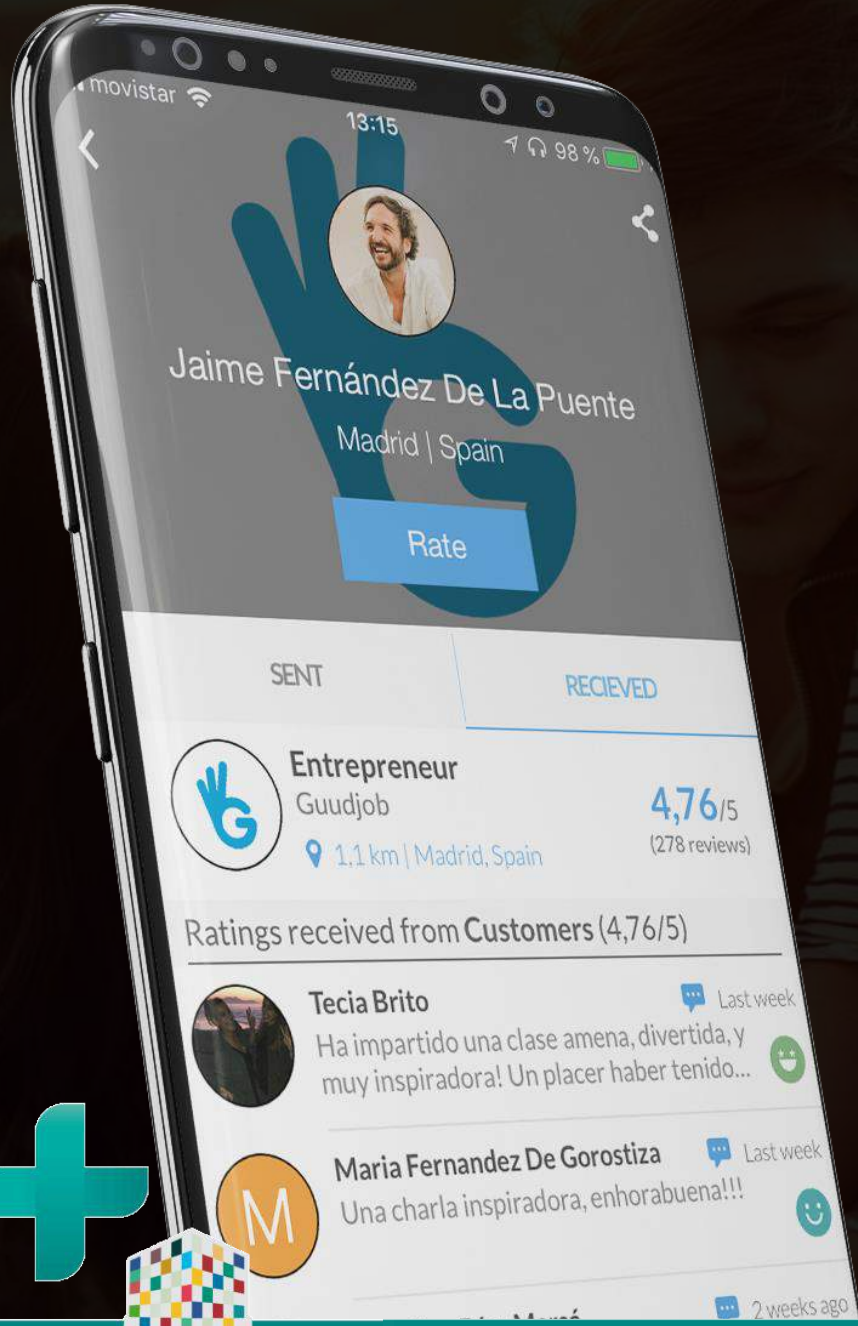 movistar
13:15
98 %
Jaime Fernández De La Puente
Madrid | Spain
Rate
SENT
RECIEVED
Entrepreneur
Guudjob
4,76/5
(278 reviews)
1,1 km | Madrid, Spain
Ratings received from Customers (4,76/5)
Tecia Brito
Last week
Ha impartido una clase amena, divertida, y
muy inspiradora! Un placer haber tenido...
M
Maria Fernandez De Gorostiza
Last week
Una charla inspiradora, enhorabuena!!!
2 weeks ago